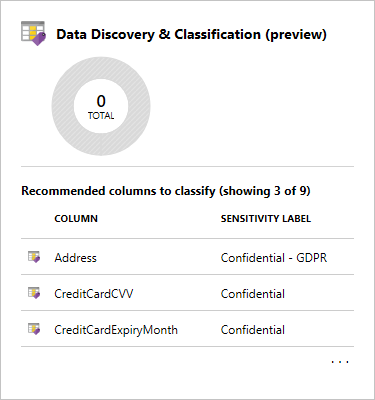 Data Discovery & Classification (preview)
0
TOTAL
Recommended columns to classify (showing 3 of 9)
COLUMN SENSITIVITY LABEL
Address Confidential - GDPR
CreditCardCVV Confidential
CreditCardExpiryMonth Confidential
...